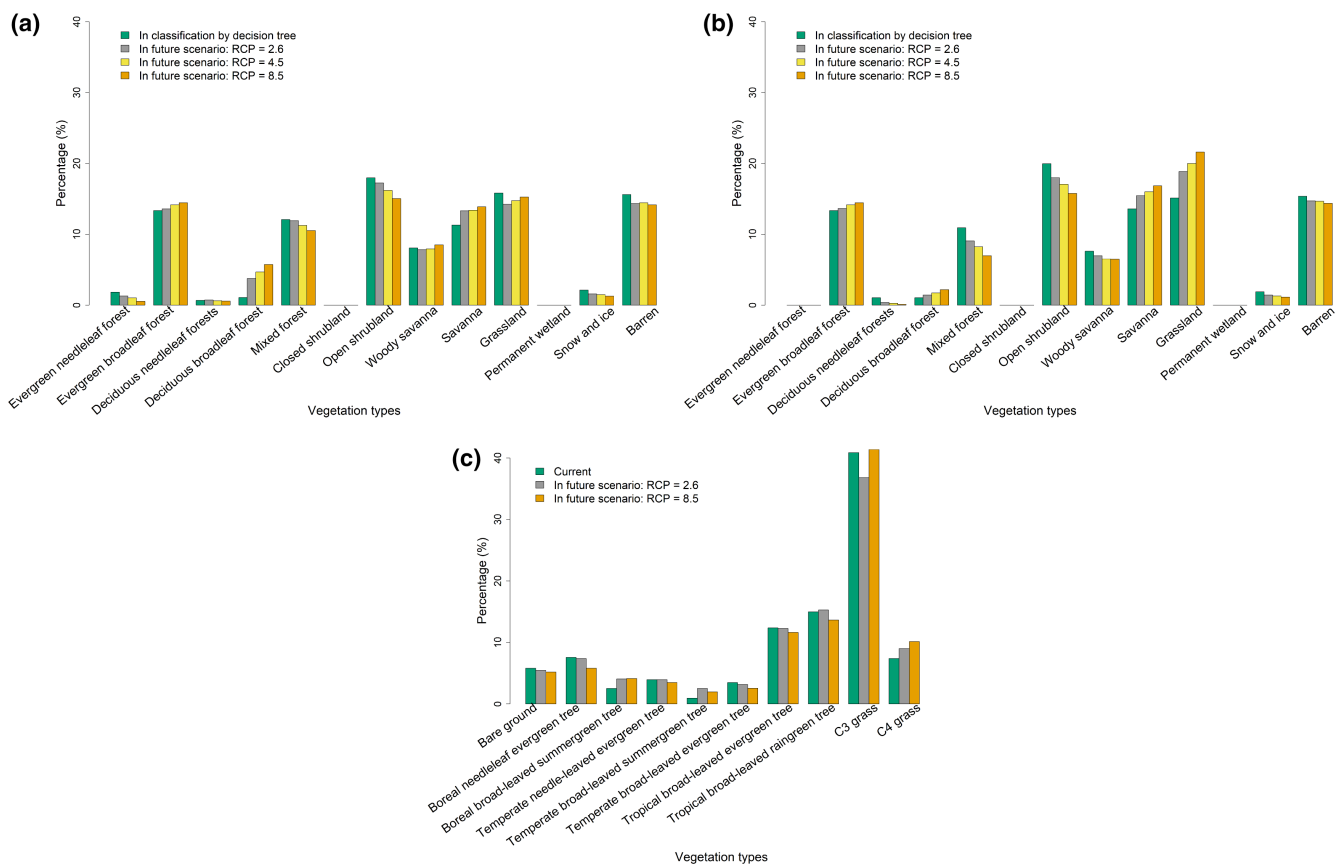 (a)
In classification by decision tree
In future scenario: RCP = 2.6
In future scenario: RCP = 4.5
In future scenario: RCP = 8.5
Percentage (%)
40
30
20
10
0
Evergreen needleleaf forest
Evergreen broadleaf forest
Deciduous needleleaf forests
Deciduous broadleaf forest
Mixed forest
Closed shrubland
Open shrubland
Woody savanna
Savanna
Grassland
Permanent wetland
Snow and ice
Barren
Vegetation types
(b)
In classification by decision tree
In future scenario: RCP = 2.6
In future scenario: RCP = 4.5
In future scenario: RCP = 8.5
Percentage (%)
40
30
20
10
0
Evergreen needleleaf forest
Evergreen broadleaf forest
Deciduous needleleaf forests
Deciduous broadleaf forest
Mixed forest
Closed shrubland
Open shrubland
Woody savanna
Savanna
Grassland
Permanent wetland
Snow and ice
Barren
Vegetation types
(c)
Current
In future scenario: RCP = 2.6
In future scenario: RCP = 8.5
Percentage (%)
40
30
20
10
0
Bare ground
Boreal needleleaf evergreen tree
Boreal broad-leaved summergreen tree
Temperate needle-leaved evergreen tree
Temperate broad-leaved summergreen tree
Temperate broad-leaved evergreen tree
Tropical broad-leaved evergreen tree
Tropical broad-leaved raingreen tree
C3 grass
C4 grass
Vegetation types